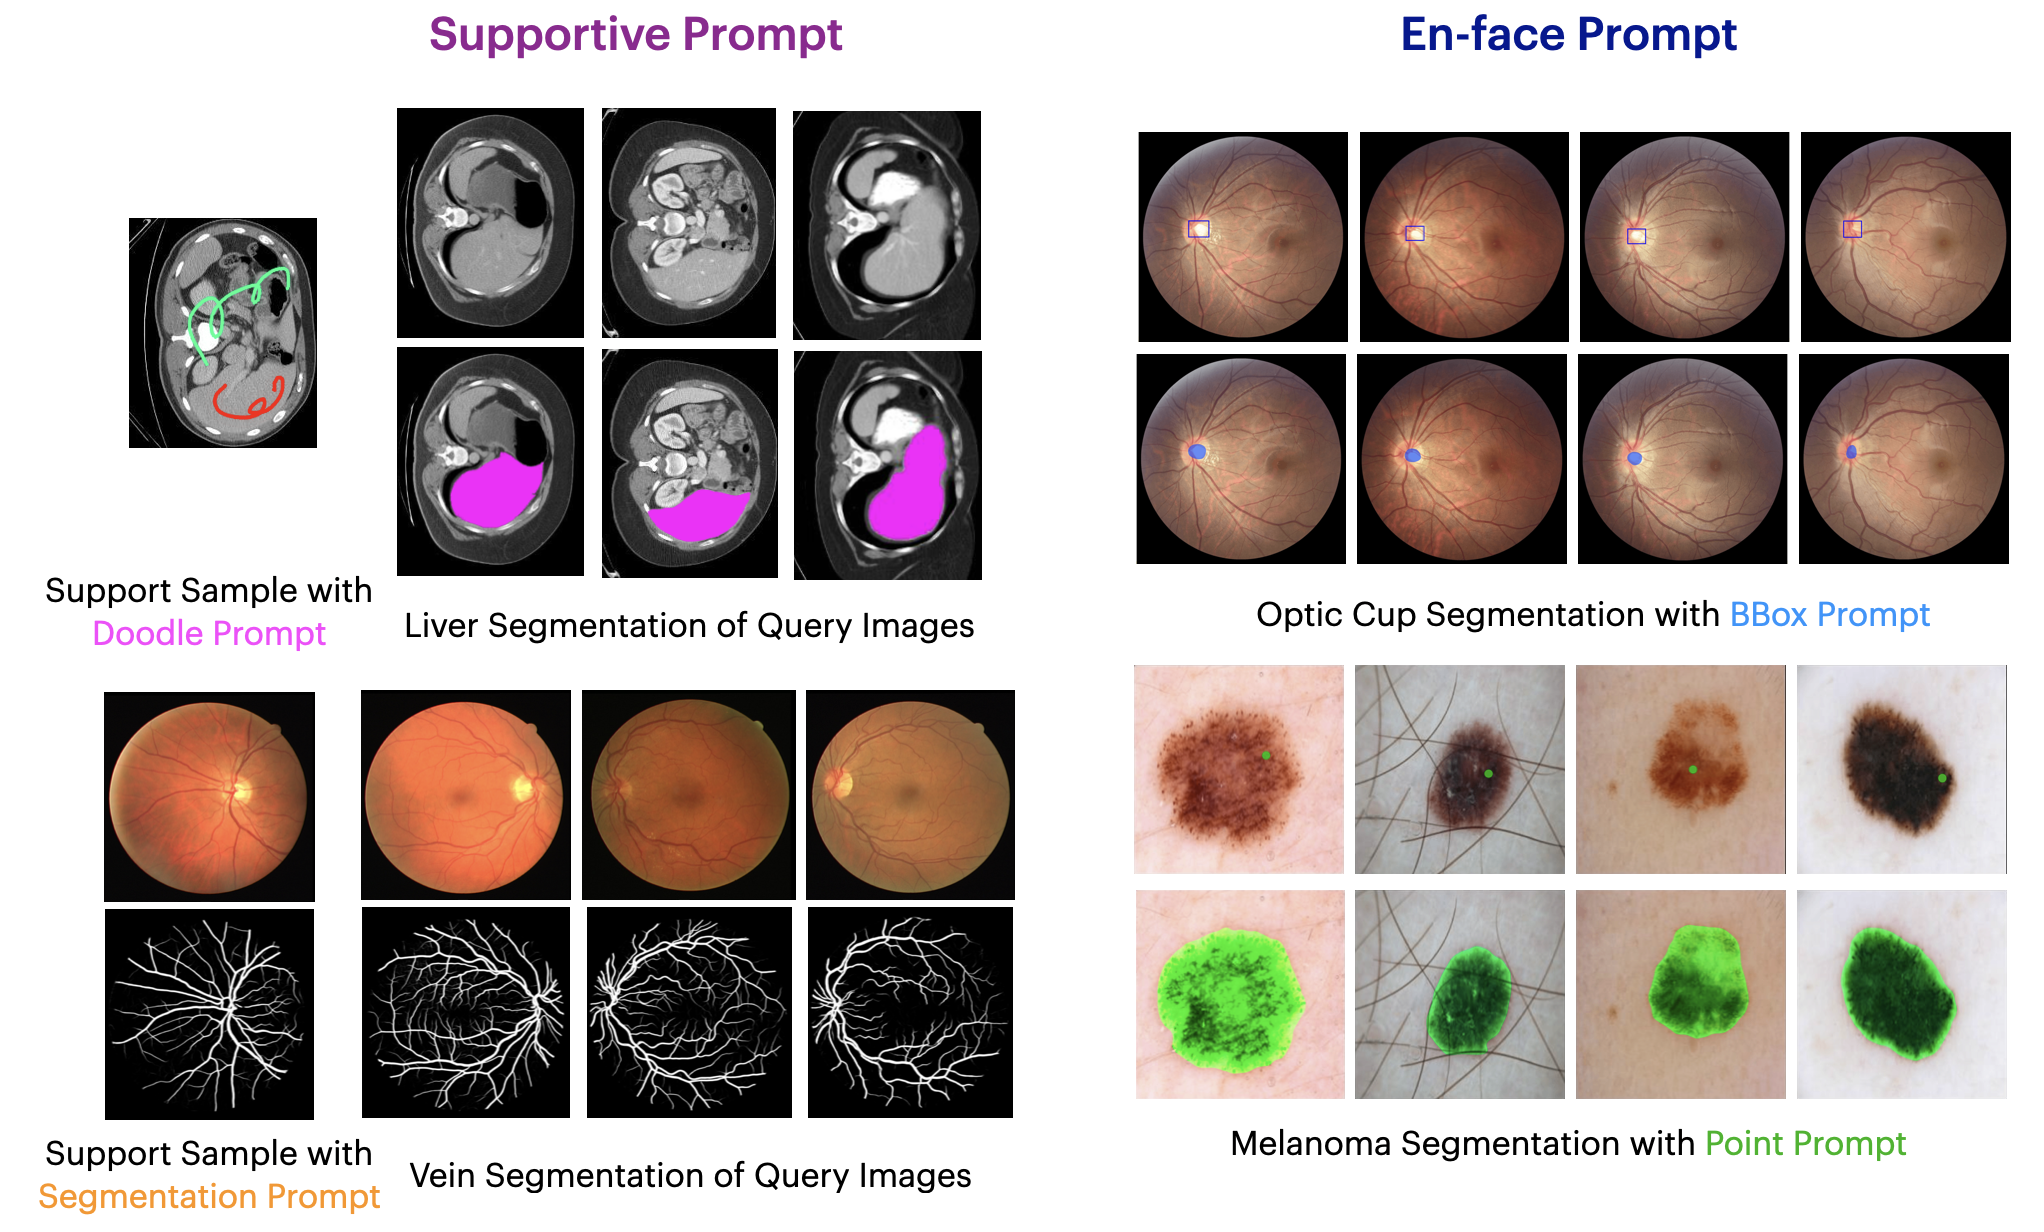 Supportive Prompt
En-face Prompt
Support Sample with
Doodle Prompt
Liver Segmentation of Query Images
Optic Cup Segmentation with BBox Prompt
Support Sample with
Segmentation Prompt
Vein Segmentation of Query Images
Melanoma Segmentation with Point Prompt